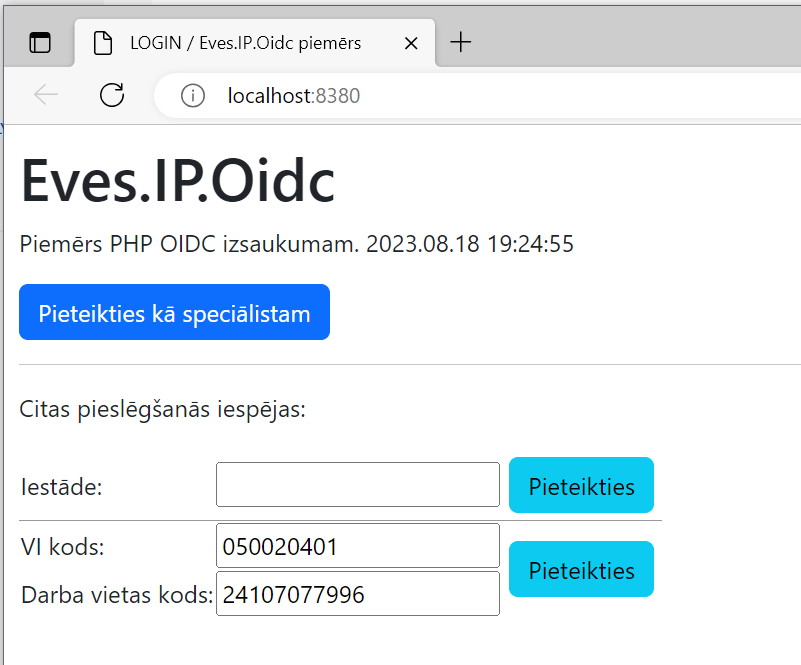 LOGIN / Eves.IP.Oidc piemērs
localhost:8380
Eves.IP.Oidc
Piemērs PHP OIDC izsaukumam. 2023.08.18 19:24:55
Pieteikties kā speciālistam
Citas pieslēgšanās iespējas:
Iestāde: Pieteikties
VI kods: 050020401
Pieteikties
Darba vietas kods: 24107077996